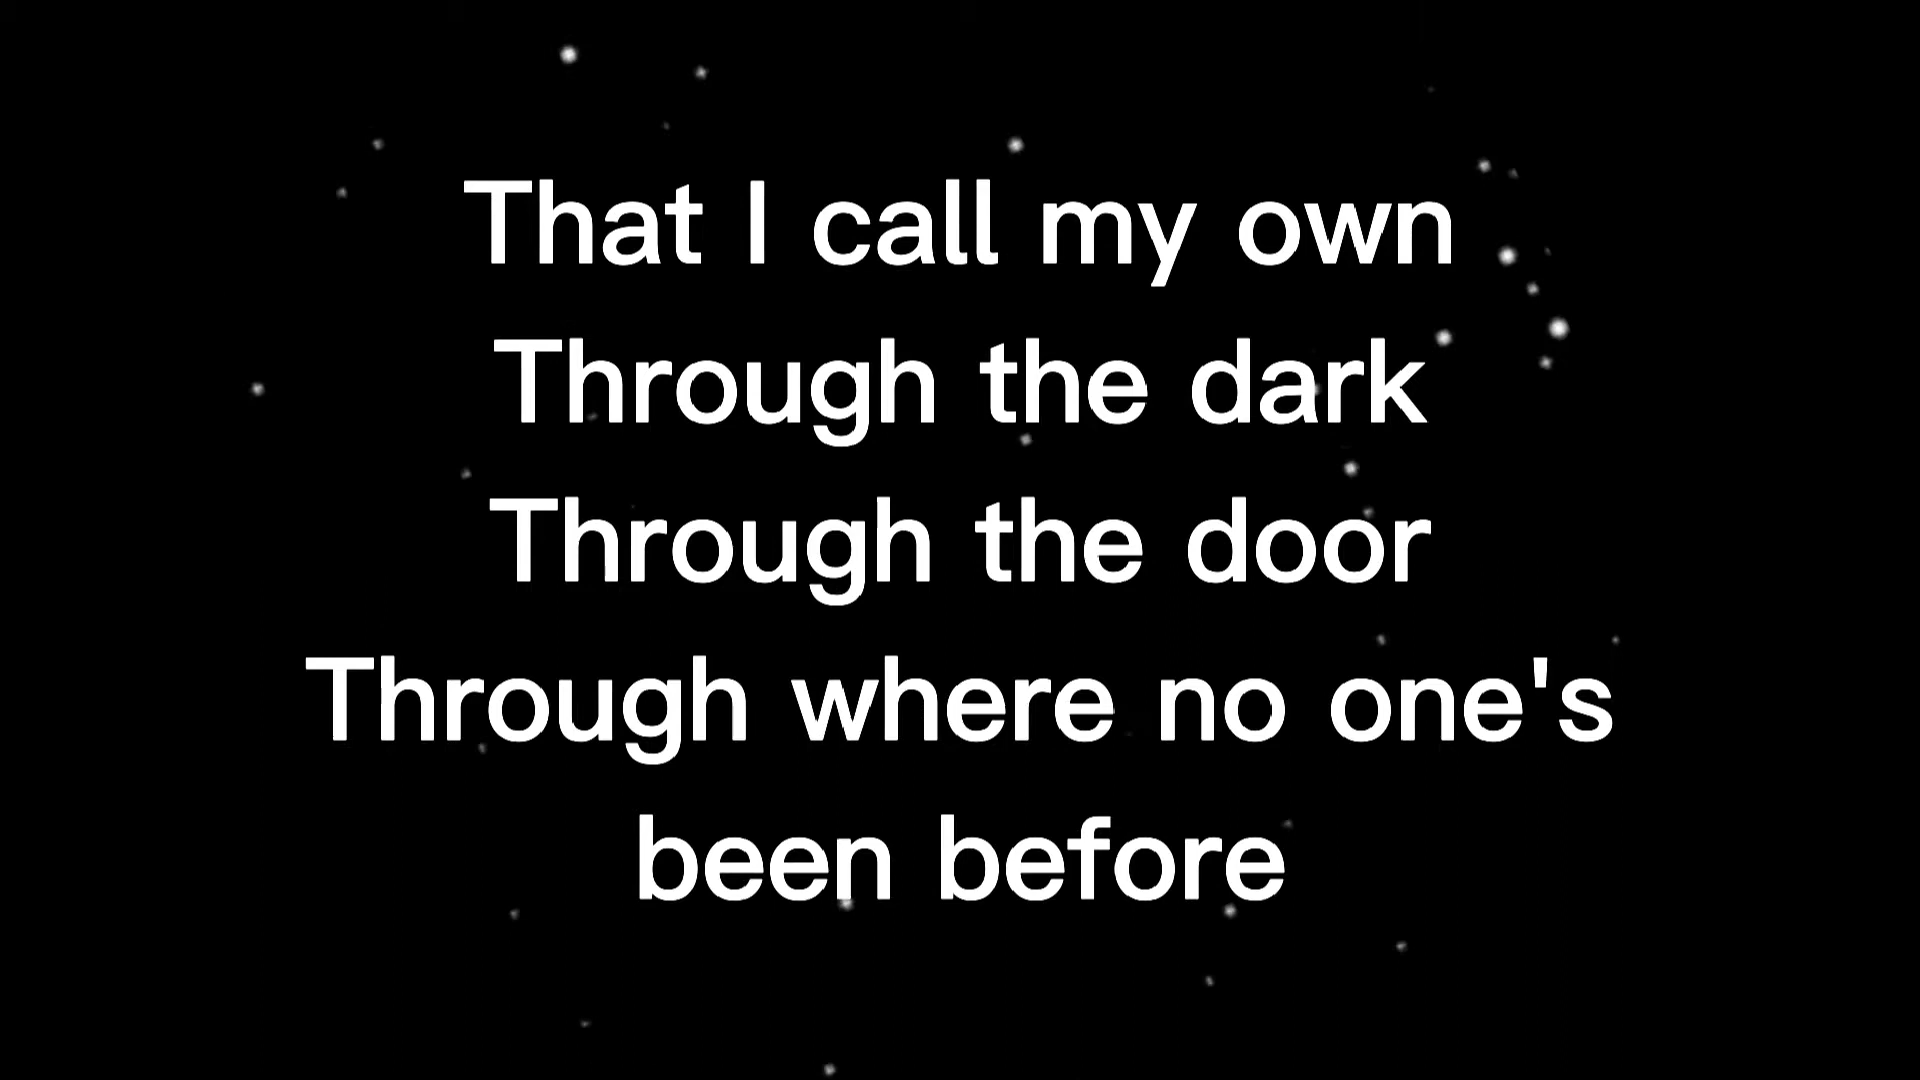 That I call my own
Through the dark
Through the door
Through where no one's
been before